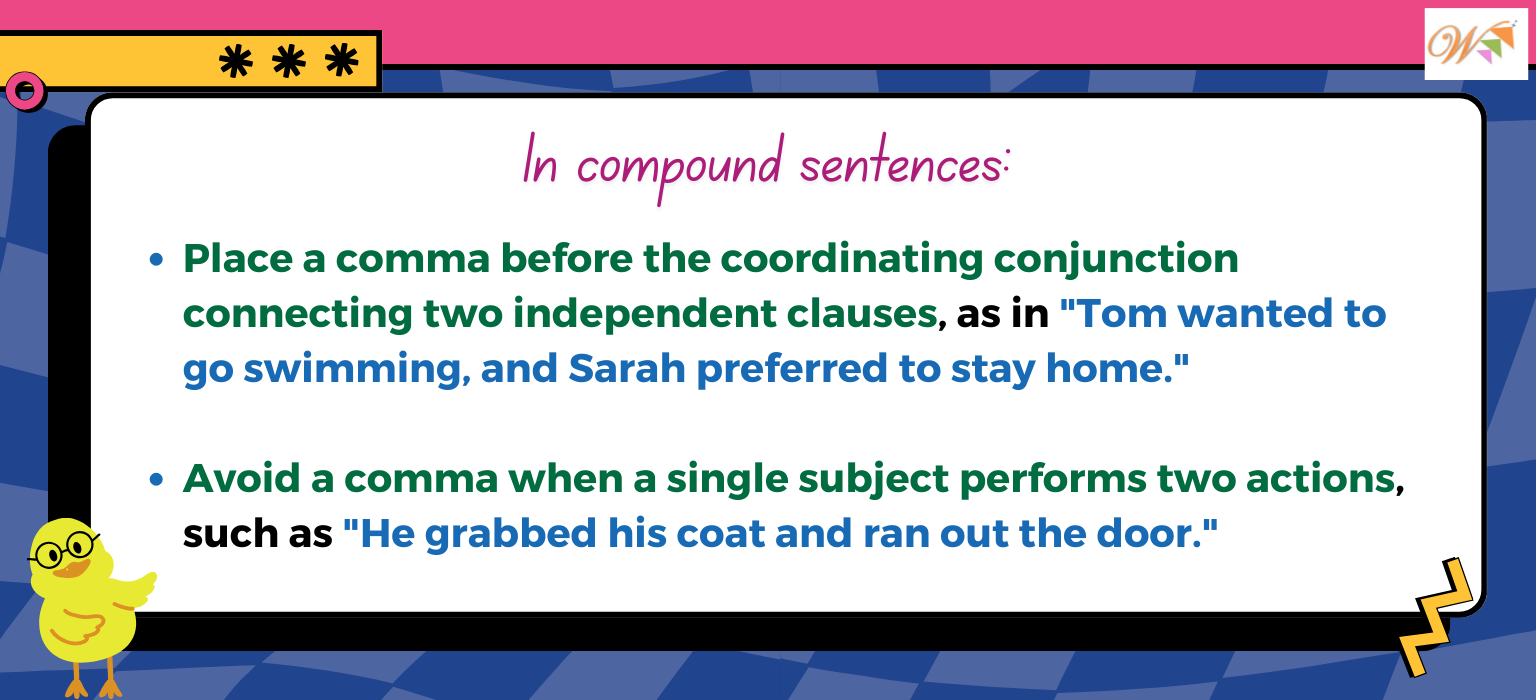 In compound sentences:
• Place a comma before the coordinating conjunction
connecting two independent clauses, as in "Tom wanted to
go swimming, and Sarah preferred to stay home."
• Avoid a comma when a single subject performs two actions,
such as "He grabbed his coat and ran out the door."